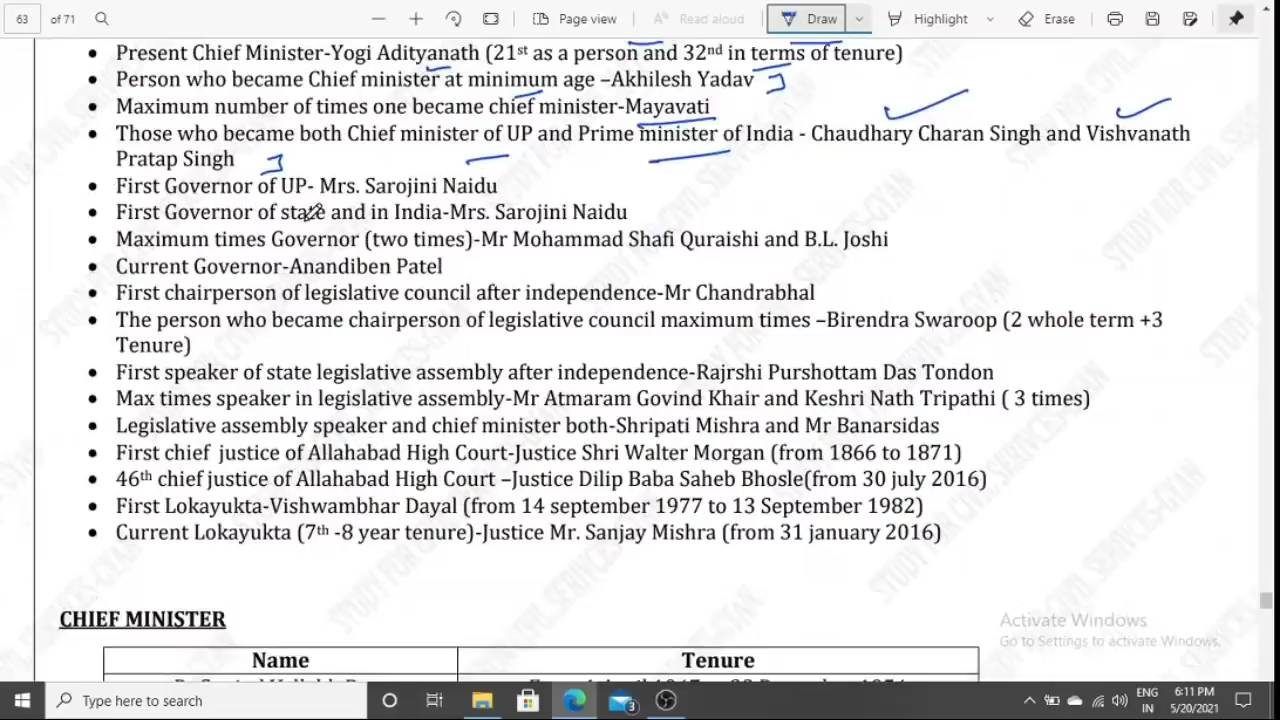 63 of 71 Page view Read aloud Draw Highlight Erase
• Present Chief Minister-Yogi Adityanath (21st as a person and 32nd in terms of tenure)
• Person who became Chief minister at minimum age –Akhilesh Yadav
• Maximum number of times one became chief minister-Mayavati
• Those who became both Chief minister of UP and Prime minister of India - Chaudhary Charan Singh and Vishvanath
Pratap Singh
• First Governor of UP- Mrs. Sarojini Naidu
• First Governor of state and in India-Mrs. Sarojini Naidu
• Maximum times Governor (two times)-Mr Mohammad Shafi Quraishi and B.L. Joshi
• Current Governor-Anandiben Patel
• First chairperson of legislative council after independence-Mr Chandrabhal
• The person who became chairperson of legislative council maximum times –Birendra Swaroop (2 whole term +3
Tenure)
• First speaker of state legislative assembly after independence-Rajrshi Purshottam Das Tondon
• Max times speaker in legislative assembly-Mr Atmaram Govind Khair and Keshri Nath Tripathi ( 3 times)
• Legislative assembly speaker and chief minister both-Shripati Mishra and Mr Banarsidas
• First chief justice of Allahabad High Court-Justice Shri Walter Morgan (from 1866 to 1871)
• 46th chief justice of Allahabad High Court –Justice Dilip Baba Saheb Bhosle(from 30 july 2016)
• First Lokayukta-Vishwambhar Dayal (from 14 september 1977 to 13 September 1982)
• Current Lokayukta (7th -8 year tenure)-Justice Mr. Sanjay Mishra (from 31 january 2016)
CHIEF MINISTER
Activate Windows
Go to Settings to activate Windows.
Name Tenure
Type here to search 3 ENG IN 6:11 PM 5/20/2021